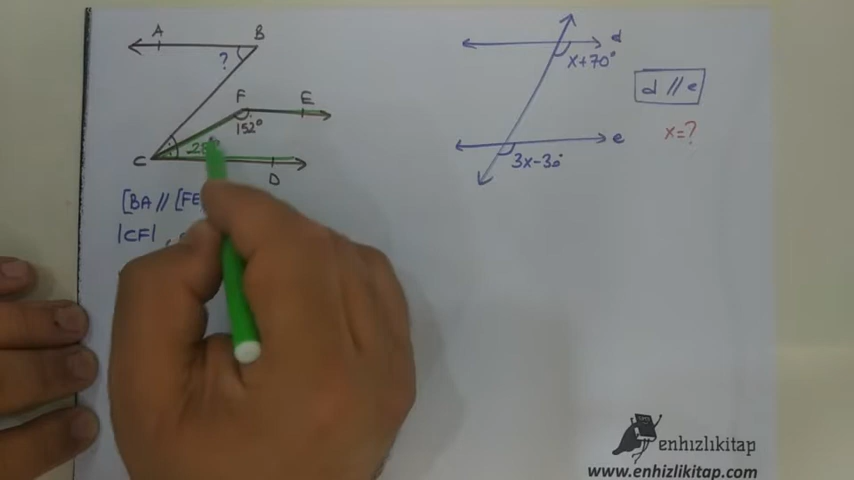 A B
?
F E
152°
28°
C D
[BA // [FE
|CF|,
d
x+70°
d // e
e
x=?
3x-30°
enhızlıkitap
www.enhizlikitap.com